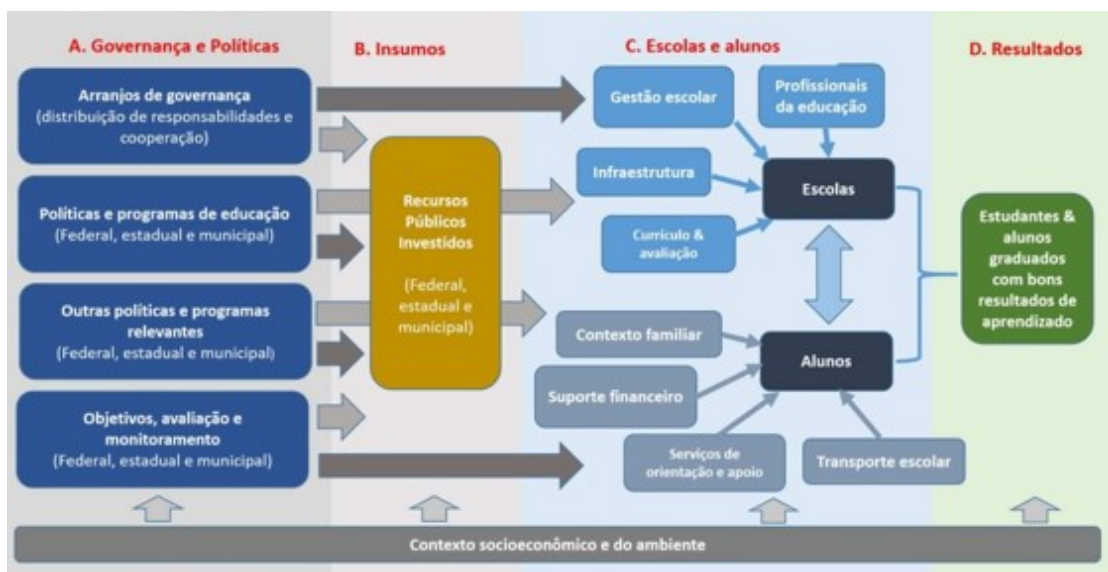 A. Governança e Políticas
Arranjos de governança
(distribuição de responsabilidades e
cooperação)
Políticas e programas de educação
(Federal, estadual e municipal)
Outras políticas e programas
relevantes
(Federal, estadual e municipal)
Objetivos, avaliação e
monitoramento
(Federal, estadual e municipal)
B. Insumos
Recursos
Públicos
Investidos
(Federal,
estadual e
municipal)
C. Escolas e alunos
Gestão escolar
Profissionais
da educação
Infraestrutura
Escolas
Currículo &
avaliação
Contexto familiar
Alunos
Suporte financeiro
Serviços de
orientação e apoio
Transporte escolar
D. Resultados
Estudantes &
alunos
graduados
com bons
resultados de
aprendizado
Contexto socioeconômico e do ambiente